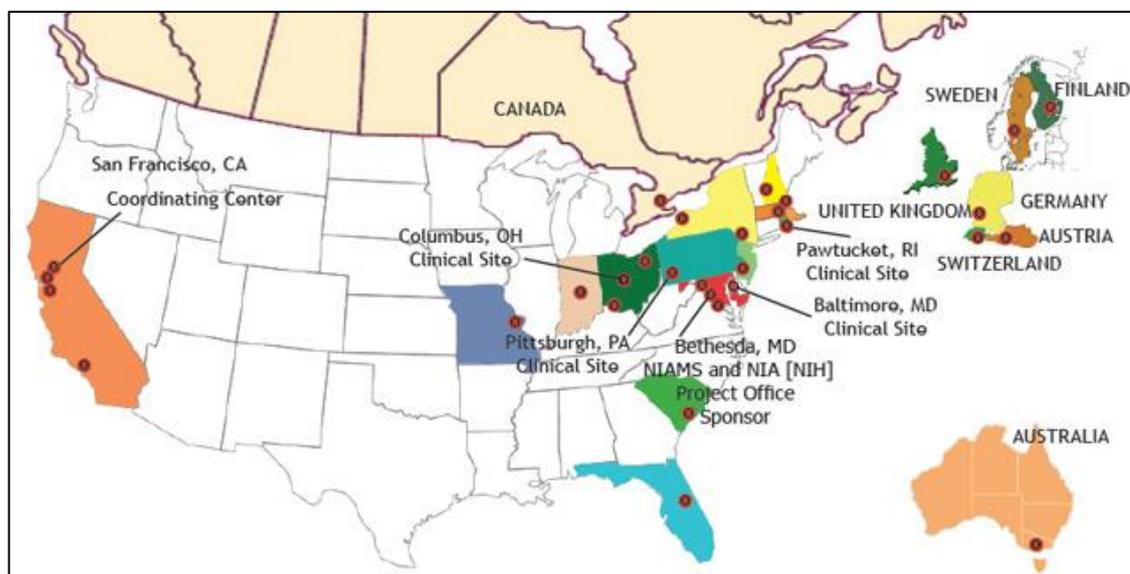 CANADA
SWEDEN
FINLAND
San Francisco, CA
Coordinating Center
GERMANY
UNITED KINGDOM
Columbus, OH
Clinical Site
AUSTRIA
Pawtucket, RI
Clinical Site
SWITZERLAND
Baltimore, MD
Clinical Site
Pittsburgh, PA
Clinical Site
Bethesda, MD
NIAMS and NIA [NIH]
Project Office
Sponsor
AUSTRALIA